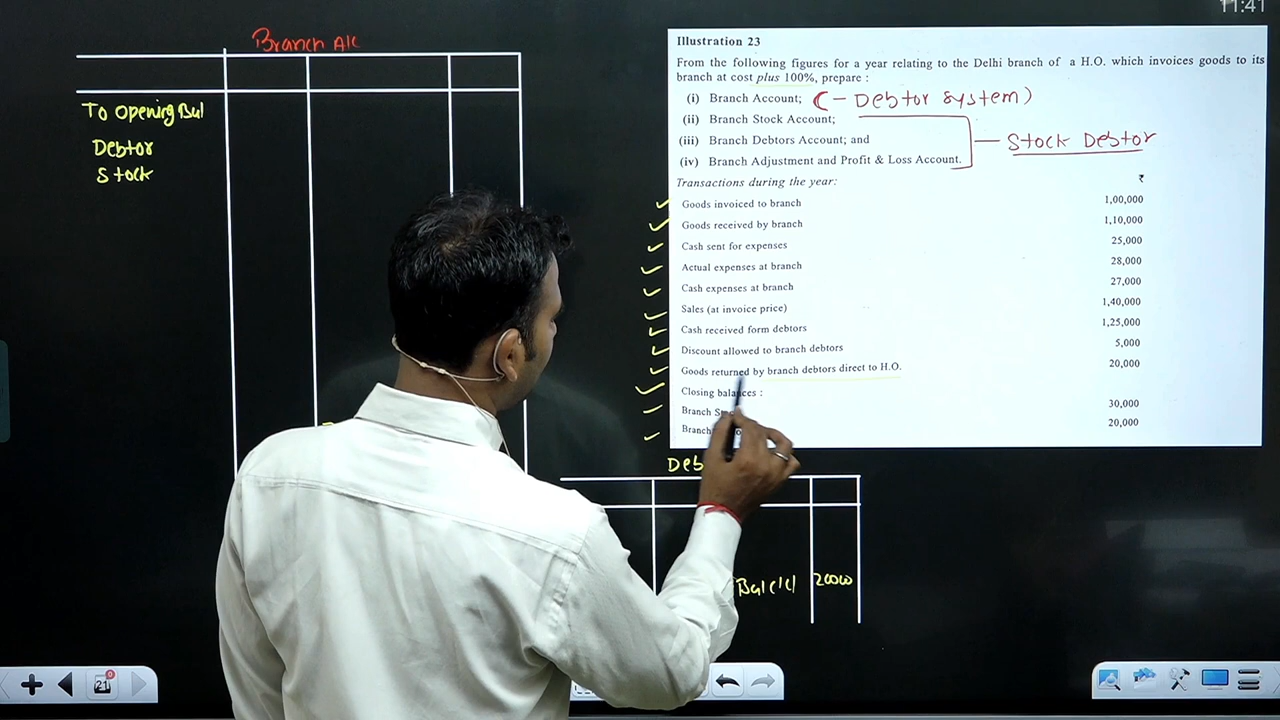 11:41
Branch A/c
To Opening Bal
Debtor
Stock
Illustration 23
From the following figures for a year relating to the Delhi branch of a H.O. which invoices goods to its
branch at cost plus 100%, prepare :
(i) Branch Account; (- Debtor System)
(ii) Branch Stock Account;
(iii) Branch Debtors Account; and
(iv) Branch Adjustment and Profit & Loss Account.
Stock Debtor
Transactions during the year: ₹
Goods invoiced to branch 1,00,000
Goods received by branch 1,10,000
Cash sent for expenses 25,000
Actual expenses at branch 28,000
Cash expenses at branch 27,000
Sales (at invoice price) 1,40,000
Cash received form debtors 1,25,000
Discount allowed to branch debtors 5,000
Goods returned by branch debtors direct to H.O. 20,000
Closing balances :
Branch 30,000
Branch 20,000
Bal c/d 20000
21